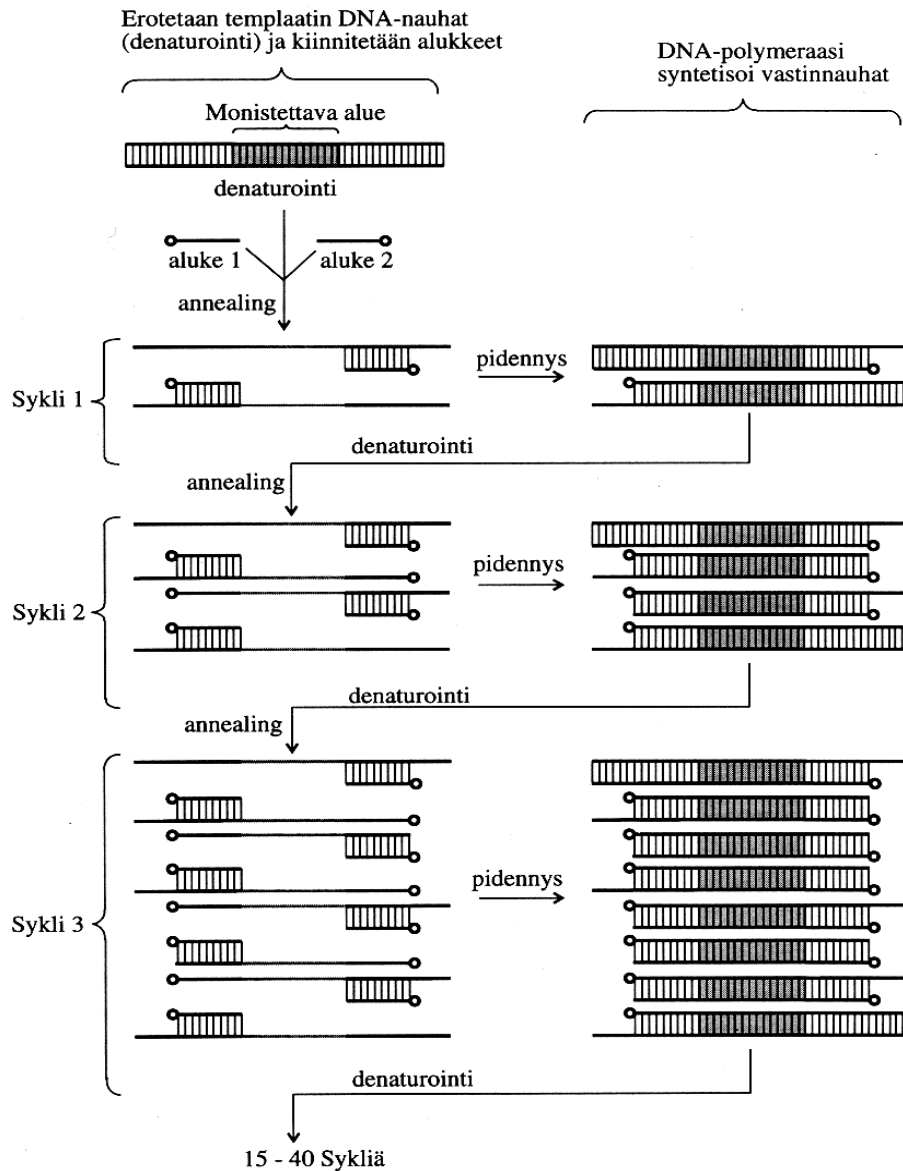 Erotetaan templaatin DNA-nauhat
(denaturointi) ja kiinnitetään alukkeet
DNA-polymeraasi
syntetisoi vastinnauhat
Monistettava alue
denaturointi
aluke 1
aluke 2
annealing
Sykli 1
pidennys
denaturointi
annealing
Sykli 2
pidennys
denaturointi
annealing
Sykli 3
pidennys
denaturointi
15 - 40 Sykliä